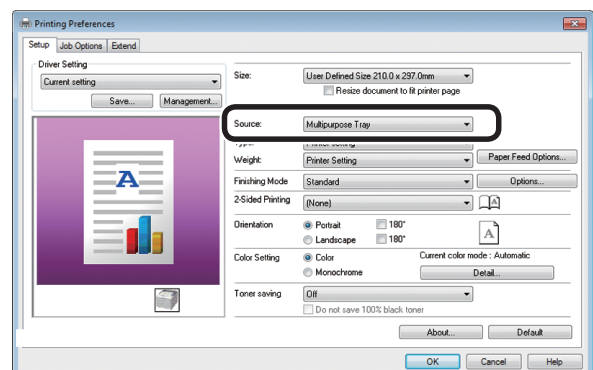 Printing Preferences
Setup Job Options Extend
Driver Setting
Current setting
Save... Management...
Size: User Defined Size 210.0 x 297.0mm
Resize document to fit printer page
Source: Multipurpose Tray
Weight: Printer Setting Paper Feed Options...
Finishing Mode Standard Options...
2-Sided Printing (None)
Orientation Portrait 180°
Landscape 180°
Color Setting Color Current color mode : Automatic
Monochrome Detail...
Toner saving Off
Do not save 100% black toner
About... Default
OK Cancel Help
A
A
A